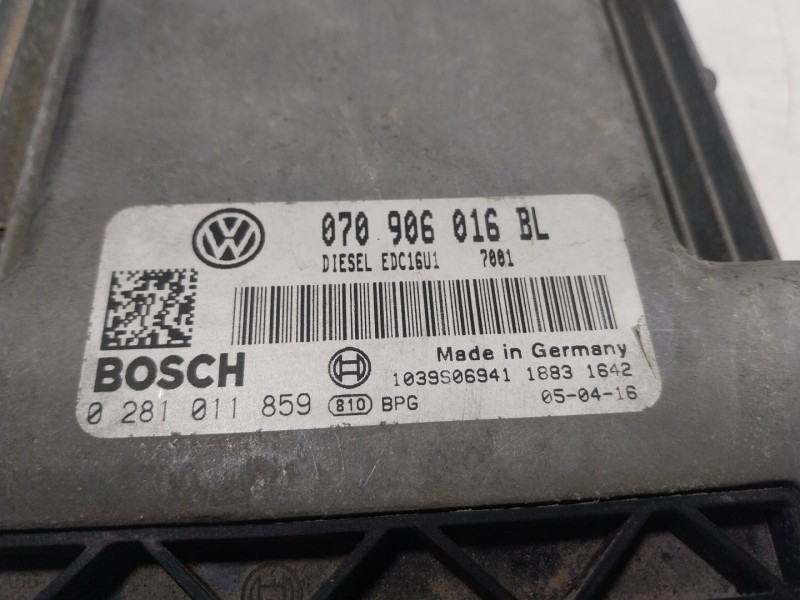 070 906 016 BL
DIESEL EDC16U1 7001
BOSCH
Made in Germany
1039S06941 1883 1642
0 281 011 859 810 BPG 05-04-16